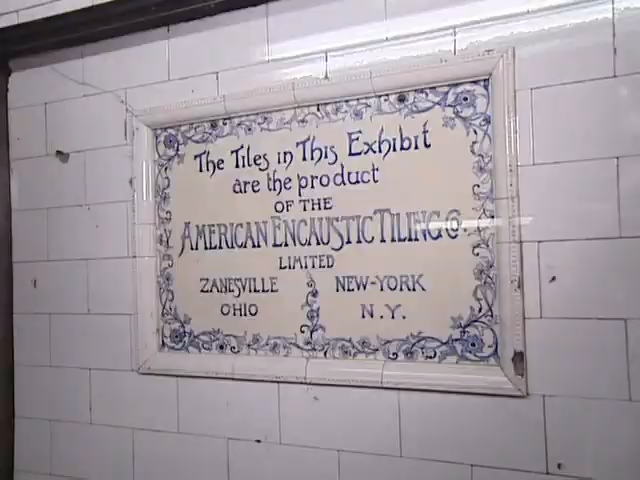 The Tiles in This Exhibit
are the product
OF THE
AMERICAN ENCAUSTIC TILING Co.
LIMITED
ZANESVILLE NEW-YORK
OHIO N.Y.